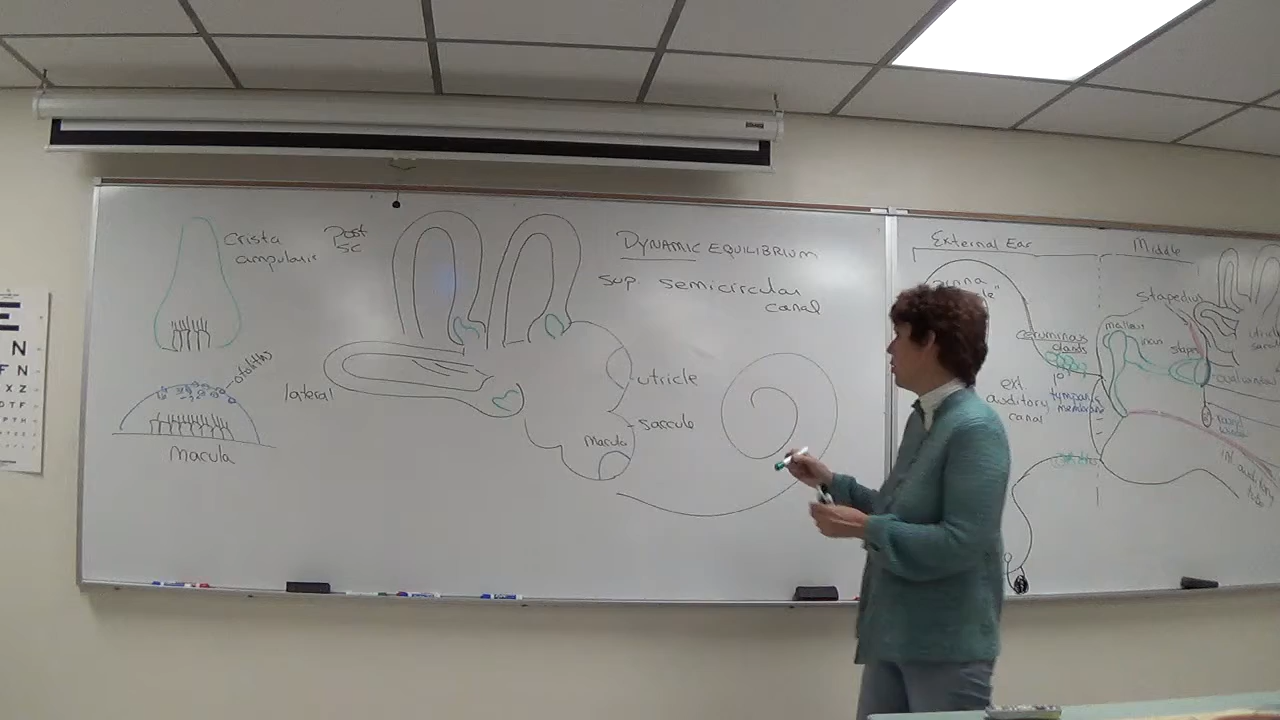 crista
ampularis
otoliths
Macula
Post
SC
lateral
DYNAMIC EQUILIBRIUM
sup. semicircular
canal
utricle
saccule
Macula
External Ear
Middle
pinna
stapedius
malleus
incus
stapes
ceruminous
glands
ext.
auditory
canal
tympanic
membrane
oval window
round
window
int auditory
tube
E